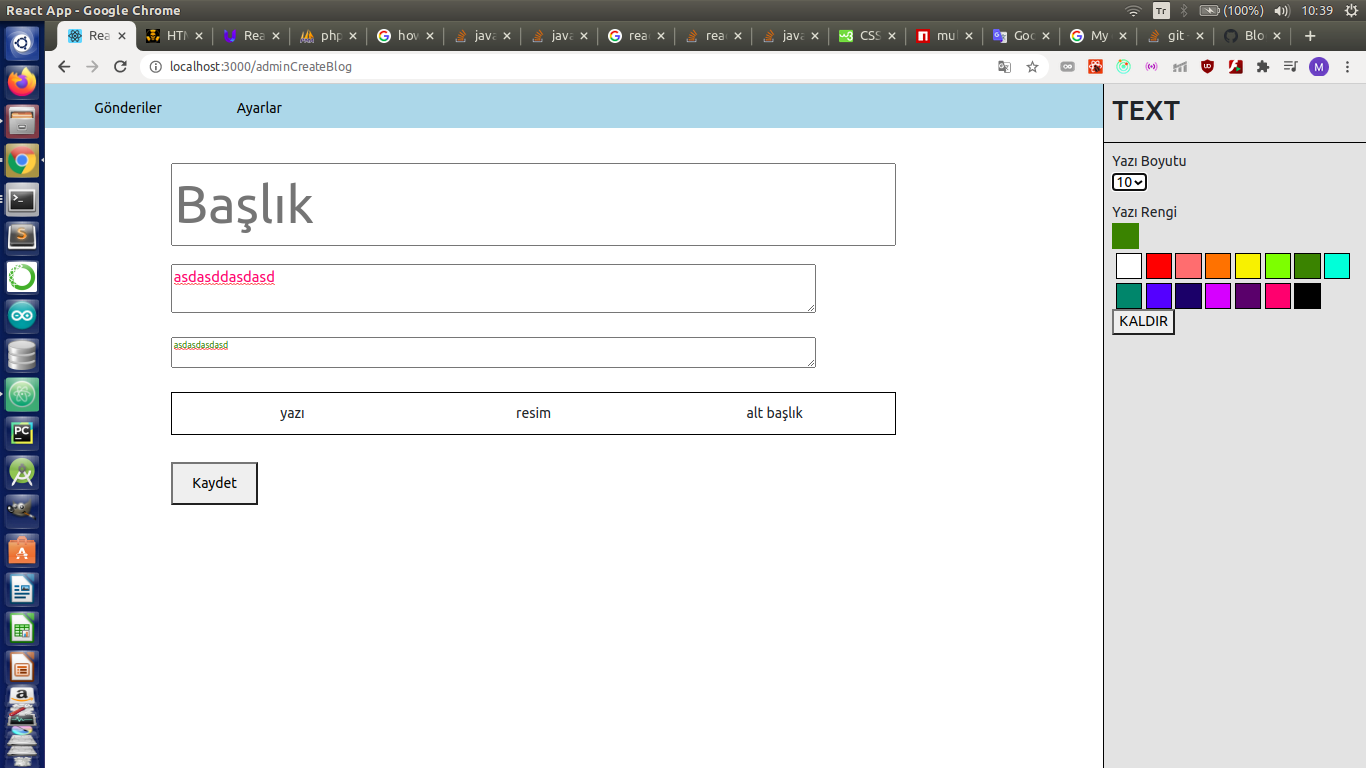 React App - Google Chrome
Tr
(100%)
10:39
Rea
HTM
Rea
php
how
java
java
reac
reac
java
CSS
mul
Goo
My
git
Blo
localhost:3000/adminCreateBlog
M
Gönderiler
Ayarlar
TEXT
Yazı Boyutu
10
Yazı Rengi
KALDIR
Başlık
asdasddasdasd
asdasdasdasd
yazı
resim
alt başlık
Kaydet